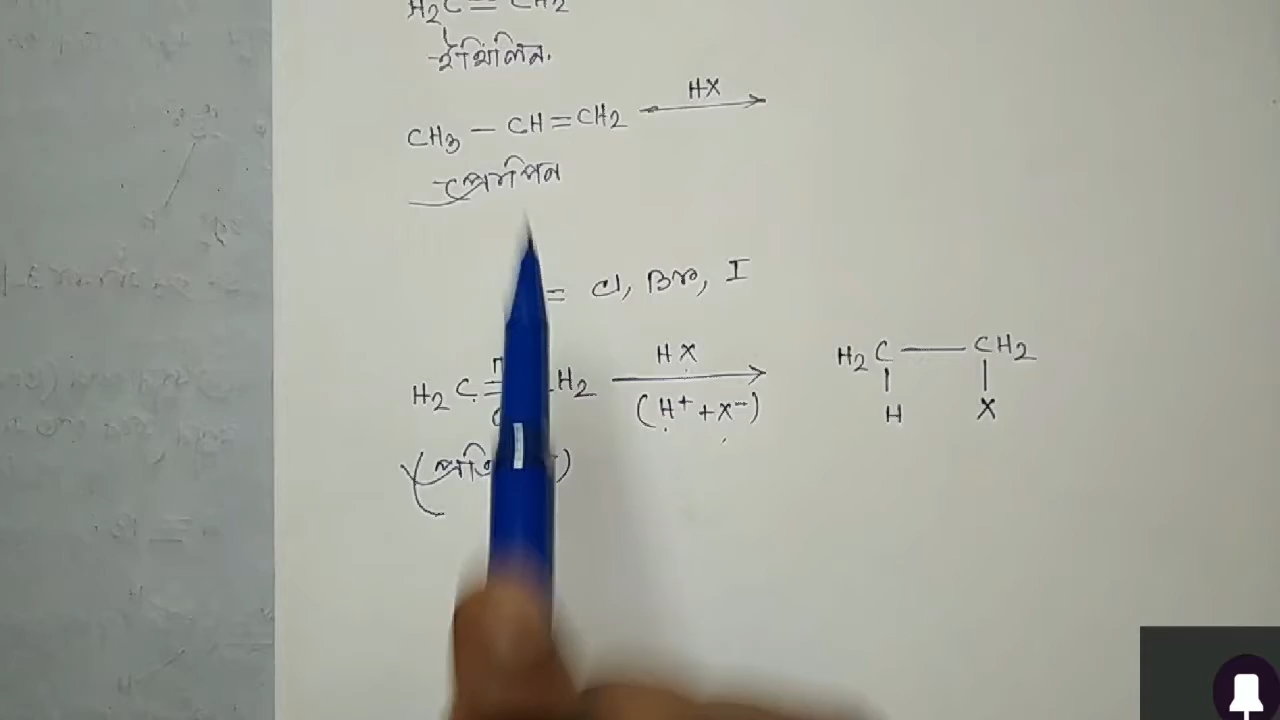 H₂C = CH₂
ইথিলিন.
CH₃ — CH = CH₂ HX
প্রোপিন
= Cl, Br, I
H₂C = H₂ HX (H⁺ + X⁻) H₂C — CH₂
H X